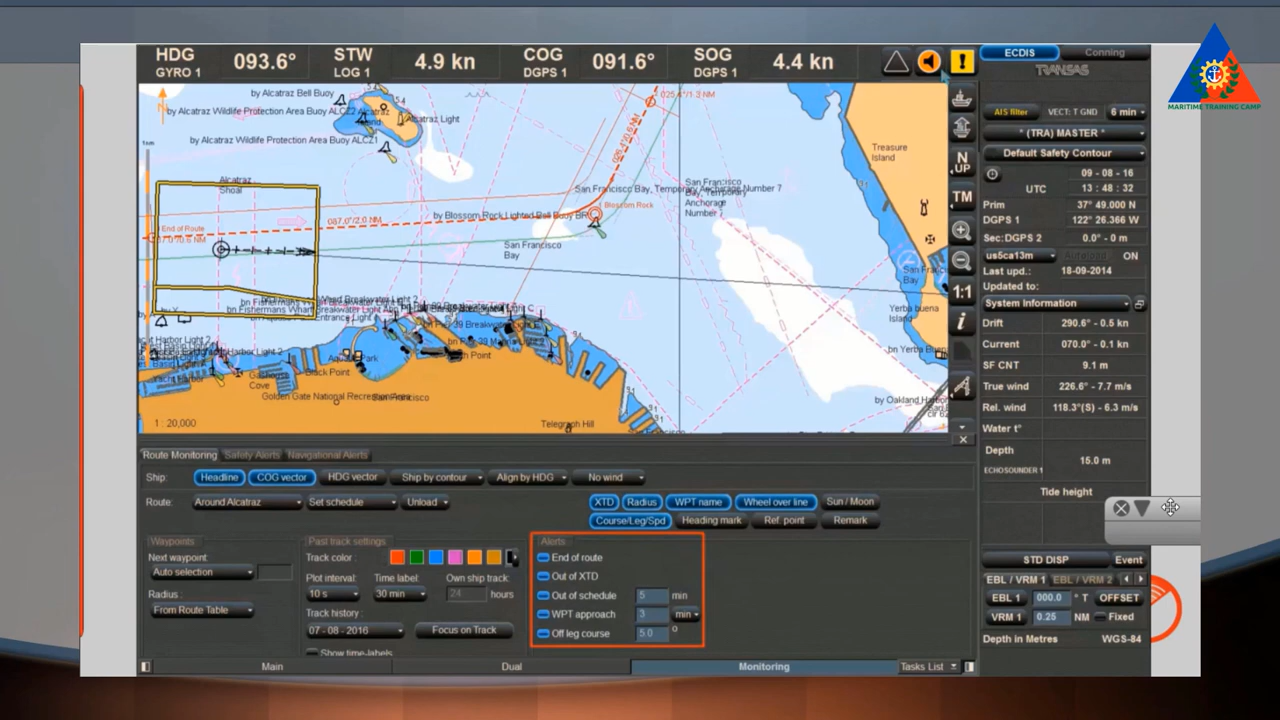 HDG
GYRO 1
093.6°
STW
LOG 1
4.9 kn
COG
DGPS 1
091.6°
SOG
DGPS 1
4.4 kn
ECDIS
Conning
TRANSAS
MARITIME TRAINING CAMP
AIS filter
VECT: T GND
6 min
* (TRA) MASTER *
Default Safety Contour
UTC
09 - 08 - 16
13 : 48 : 32
Prim
DGPS 1
37° 49.000 N
122° 26.366 W
Sec: DGPS 2
0.0° - 0 m
us5ca13m
ON
Last upd.:
18-09-2014
Updated to:
System Information
Drift
290.6° - 0.5 kn
Current
070.0° - 0.1 kn
SF CNT
9.1 m
True wind
226.6° - 7.7 m/s
Rel. wind
118.3°(S) - 6.3 m/s
Water t°
Depth
ECHOSOUNDER 1
15.0 m
Tide height
STD DISP
Event
EBL / VRM 1
EBL / VRM 2
EBL 1
000.0
° T
OFFSET
VRM 1
0.25
NM
Fixed
Depth in Metres
WGS-84
N
UP
TM
1:1
by Alcatraz Bell Buoy
by Alcatraz Wildlife Protection Area Buoy ALCZ2
Alcatraz Light
by Alcatraz Wildlife Protection Area Buoy ALCZ1
Alcatraz
Shoal
087.0°/2.0 NM
End of Route
San Francisco Bay, Temporary Anchorage Number 7
Blossom Rock
San Francisco
Bay
Treasure
Island
Yerba buena
Island
Black Point
Gashouse
Cove
Golden Gate National Recreation Area
San Francisco
Telegraph Hill
1 : 20,000
Route Monitoring
Safety Alerts
Navigational Alerts
Ship:
Headline
COG vector
HDG vector
Ship by contour
Align by HDG
No wind
Route:
Around Alcatraz
Set schedule
Unload
XTD
Radius
WPT name
Wheel over line
Sun / Moon
Course/Leg/Spd
Heading mark
Ref. point
Remark
Waypoints
Next waypoint:
Auto selection
Radius :
From Route Table
Past track settings
Track color:
Plot interval:
10 s
Time label:
30 min
Own ship track:
24
hours
Track history :
07 - 08 - 2016
Focus on Track
Show time-labels
Alerts
End of route
Out of XTD
Out of schedule
5
min
WPT approach
3
min
Off leg course
5.0
°
Main
Dual
Monitoring
Tasks List